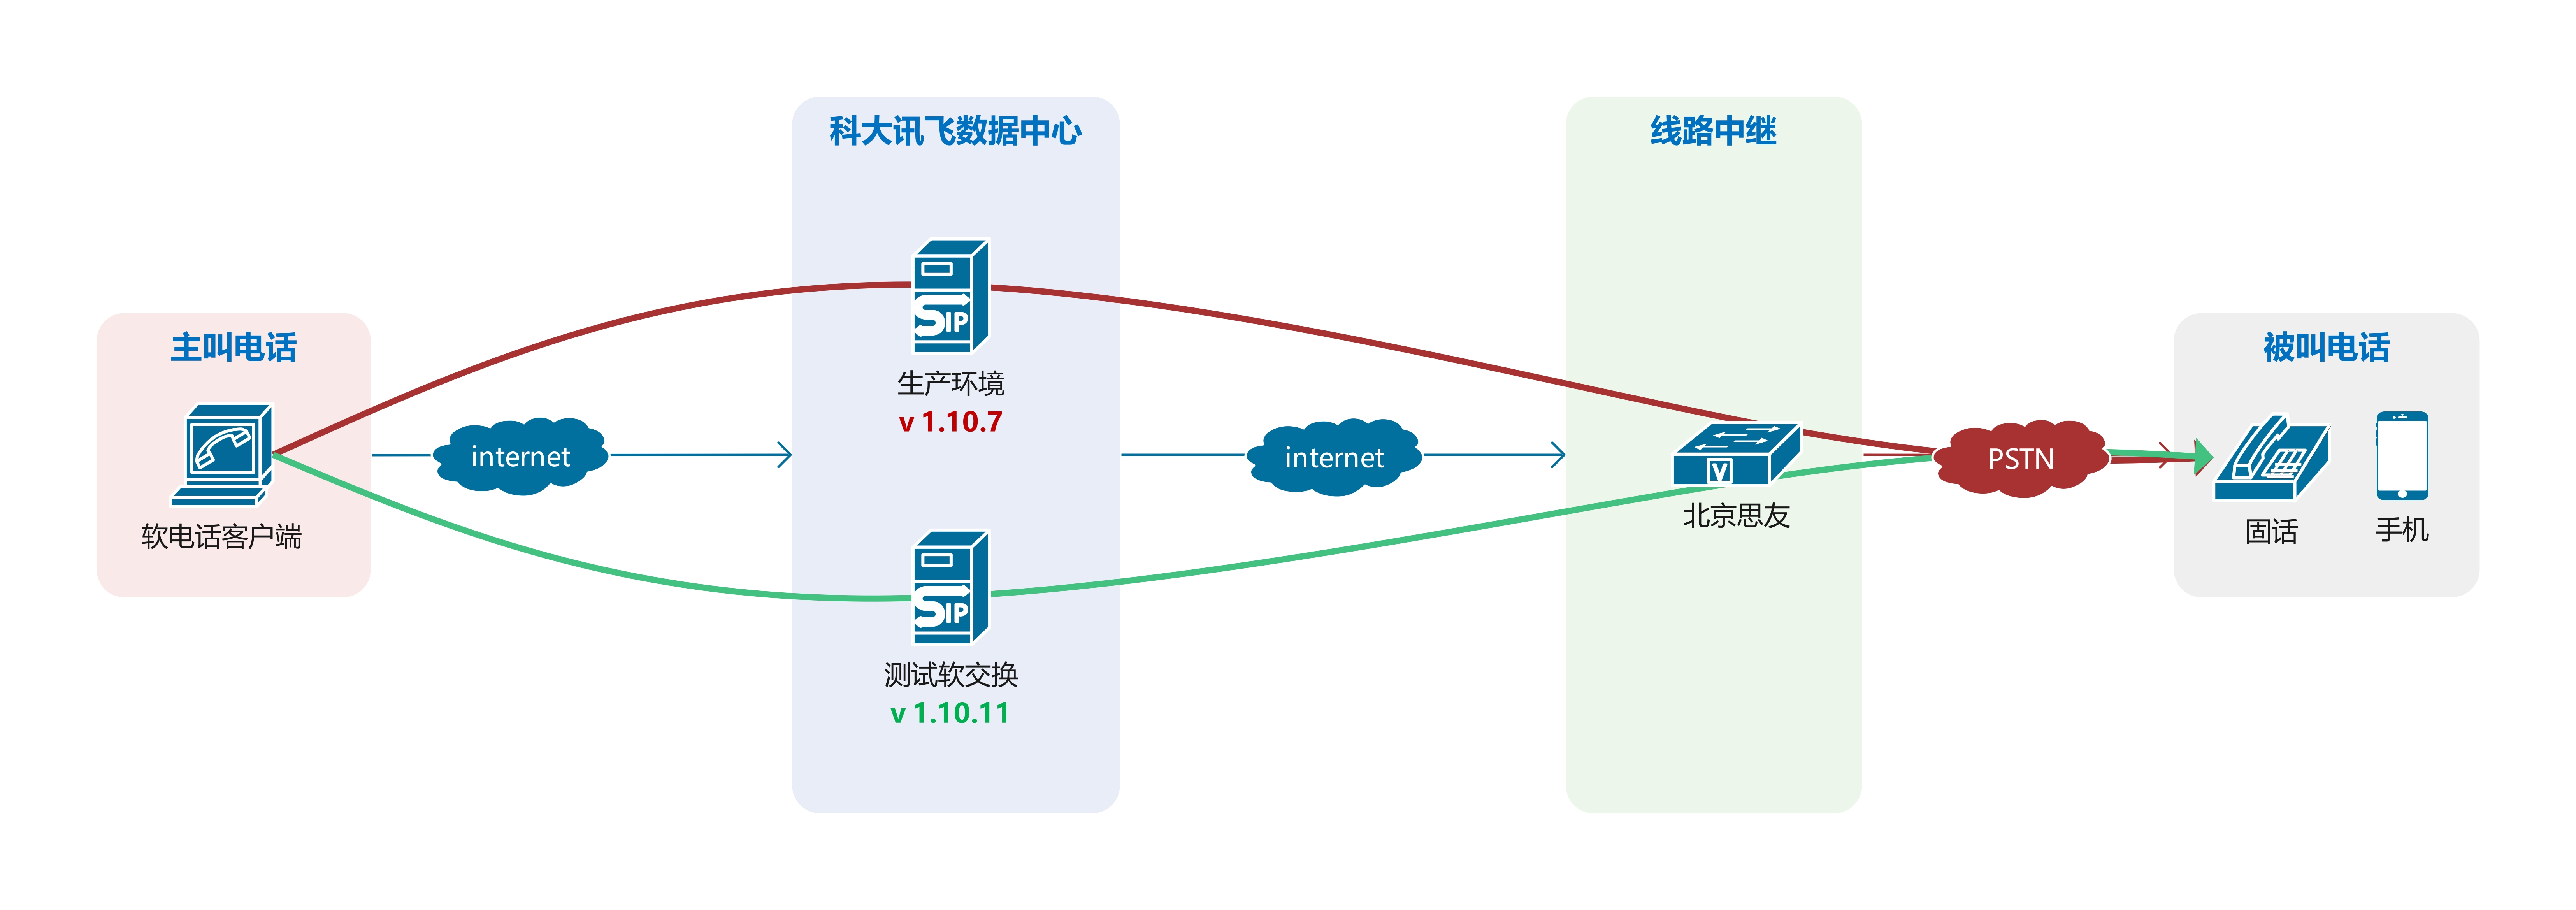 主叫电话
软电话客户端
internet
科大讯飞数据中心
SIP
生产环境
v 1.10.7
SIP
测试软交换
v 1.10.11
internet
线路中继
V
北京思友
PSTN
被叫电话
固话
手机